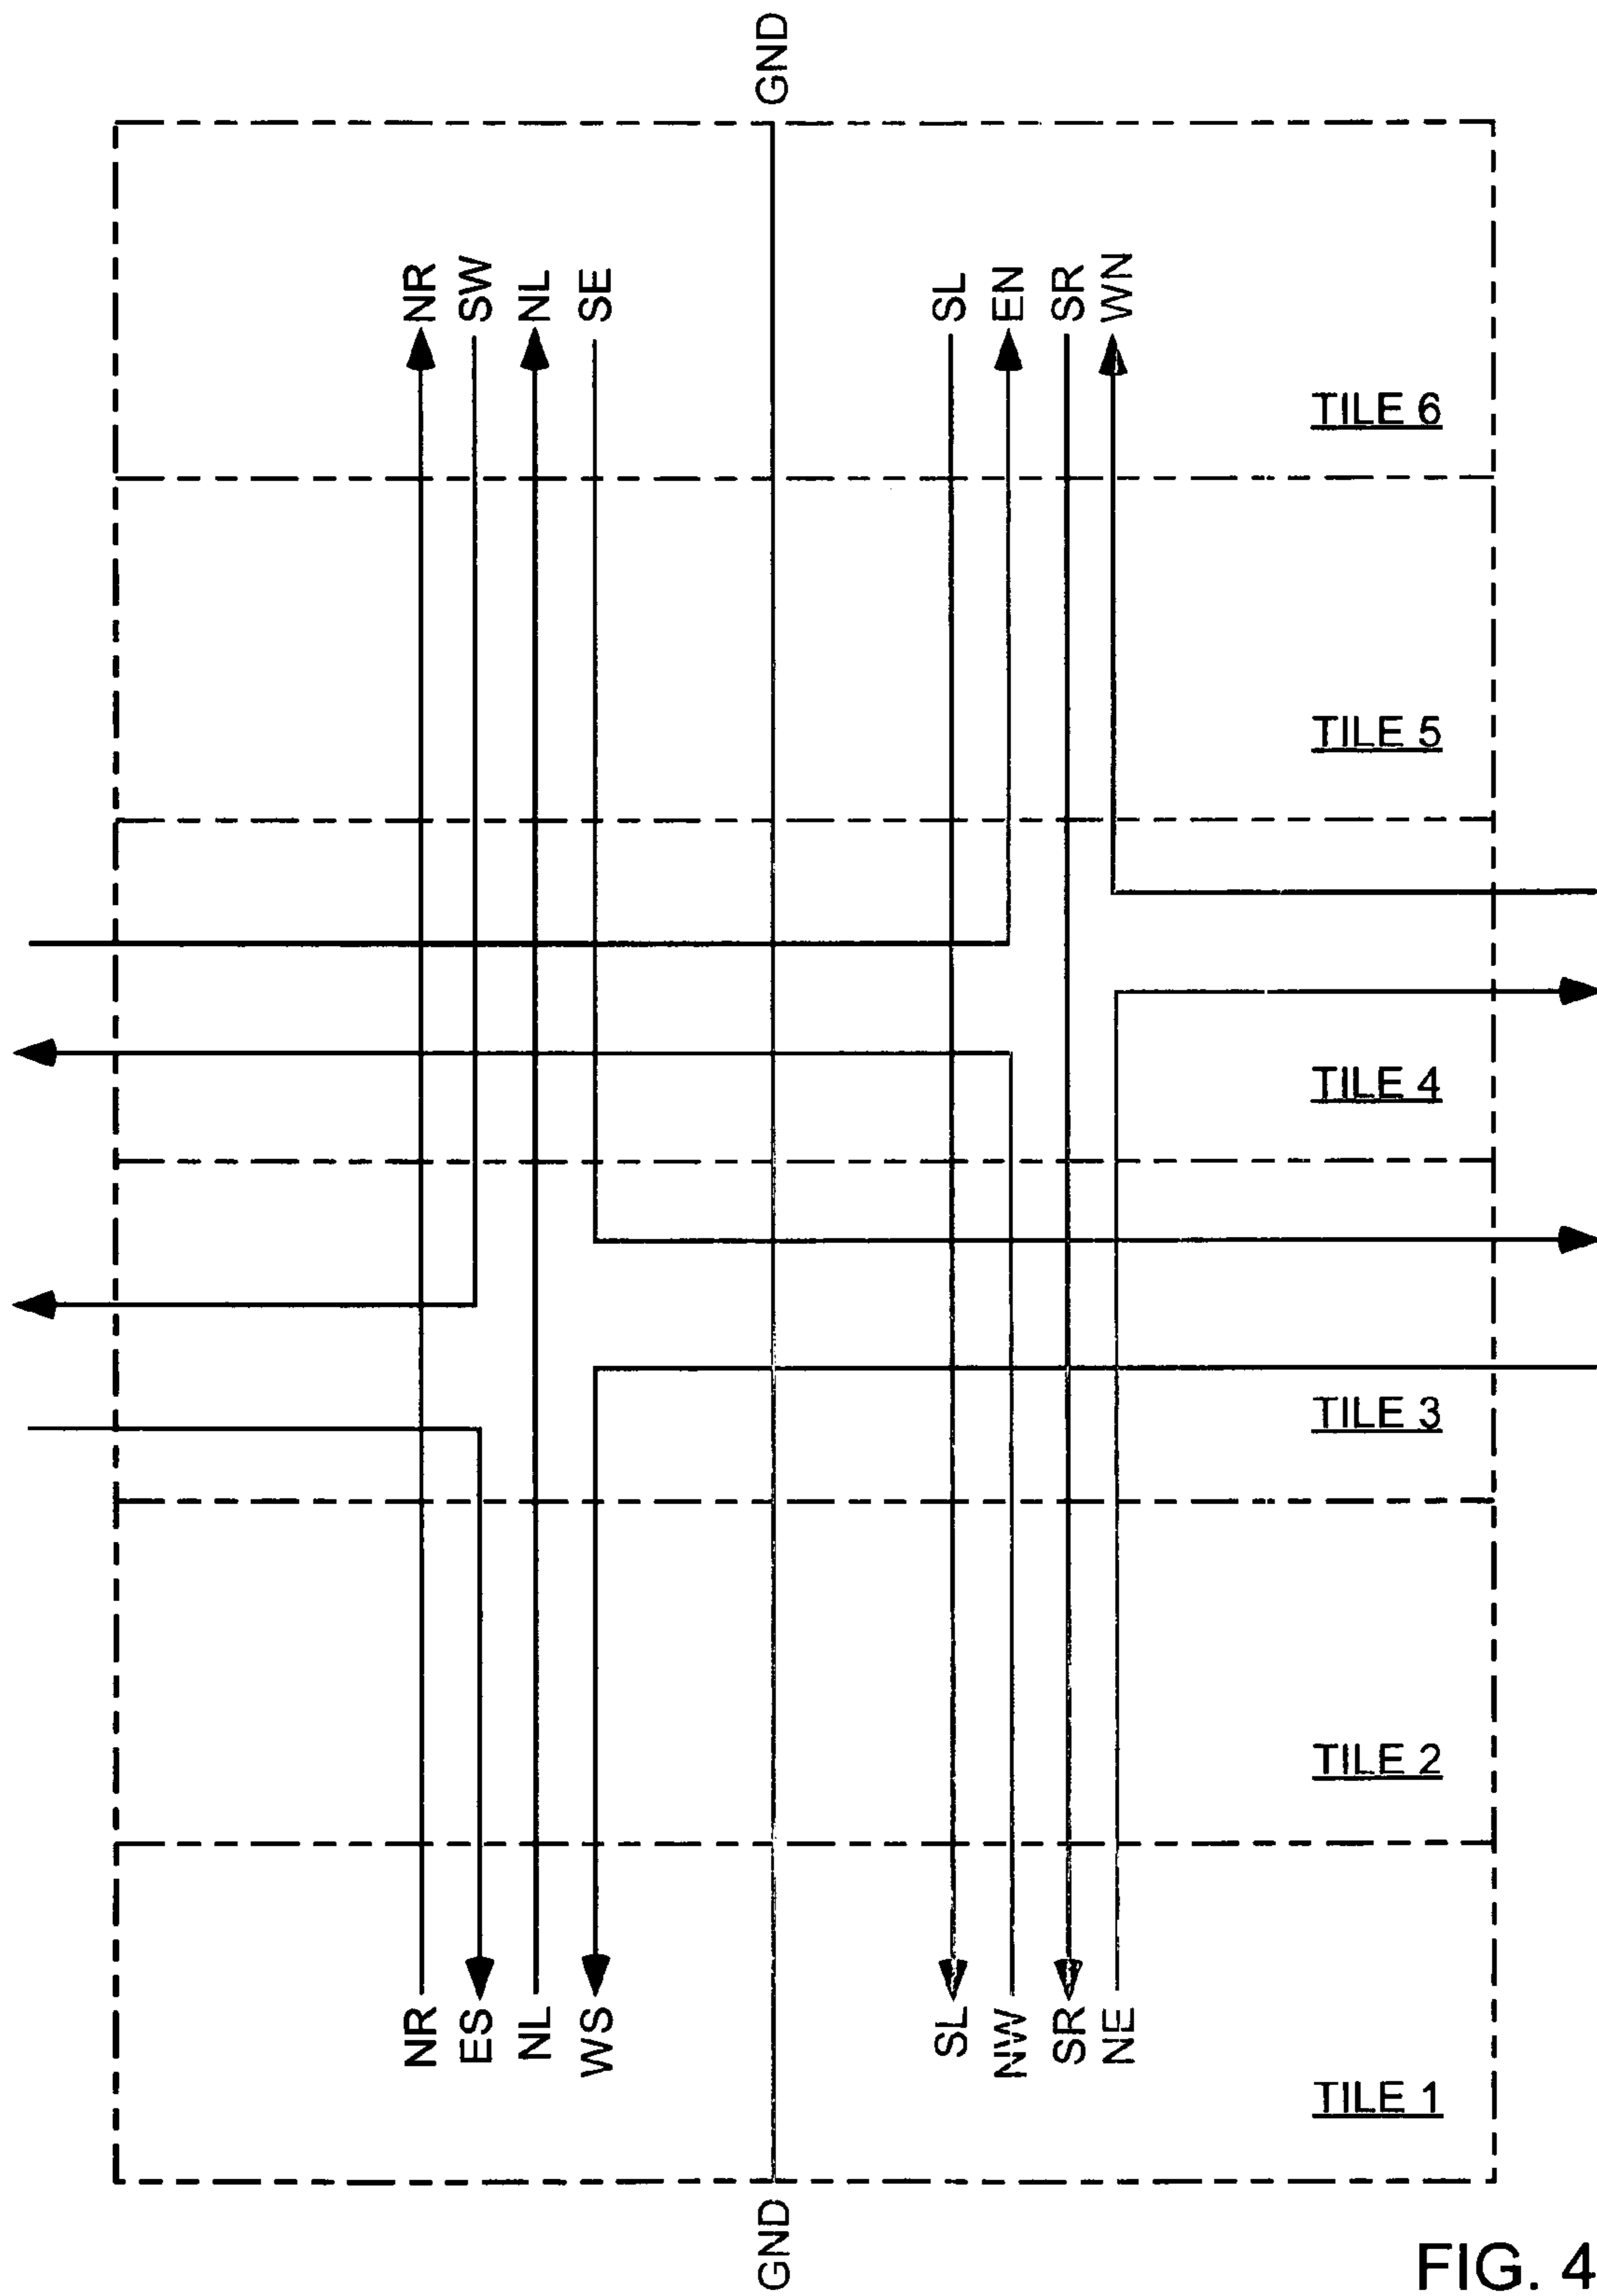 GND
NR
SW
NL
SE
SL
EN
SR
WN
TILE 6
TILE 5
TILE 4
TILE 3
TILE 2
NR
ES
NL
WS
SL
NW
SR
NE
TILE 1
GND
FIG. 4